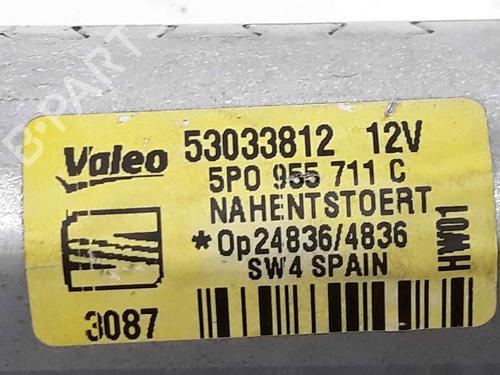 B-PARTS
Valeo 53033812 12V
5P0 955 711 C
NAHENTSTOERT
*Op24836/4836
SW4 SPAIN
HW01
3087